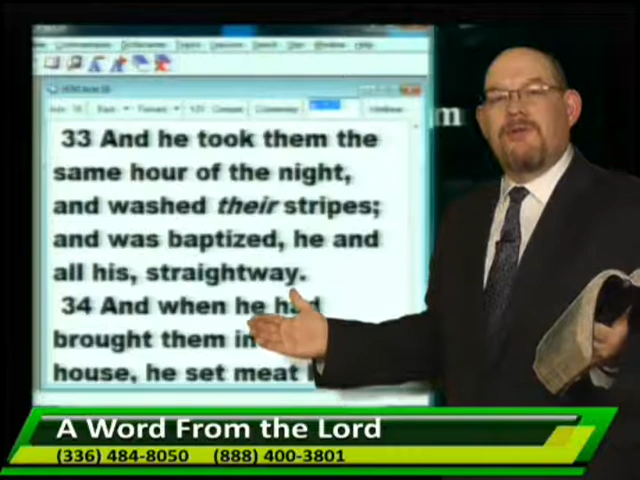 33 And he took them the
same hour of the night,
and washed their stripes;
and was baptized, he and
all his, straightway.
34 And when he had
brought them in
house, he set meat
A Word From the Lord
(336) 484-8050 (888) 400-3801